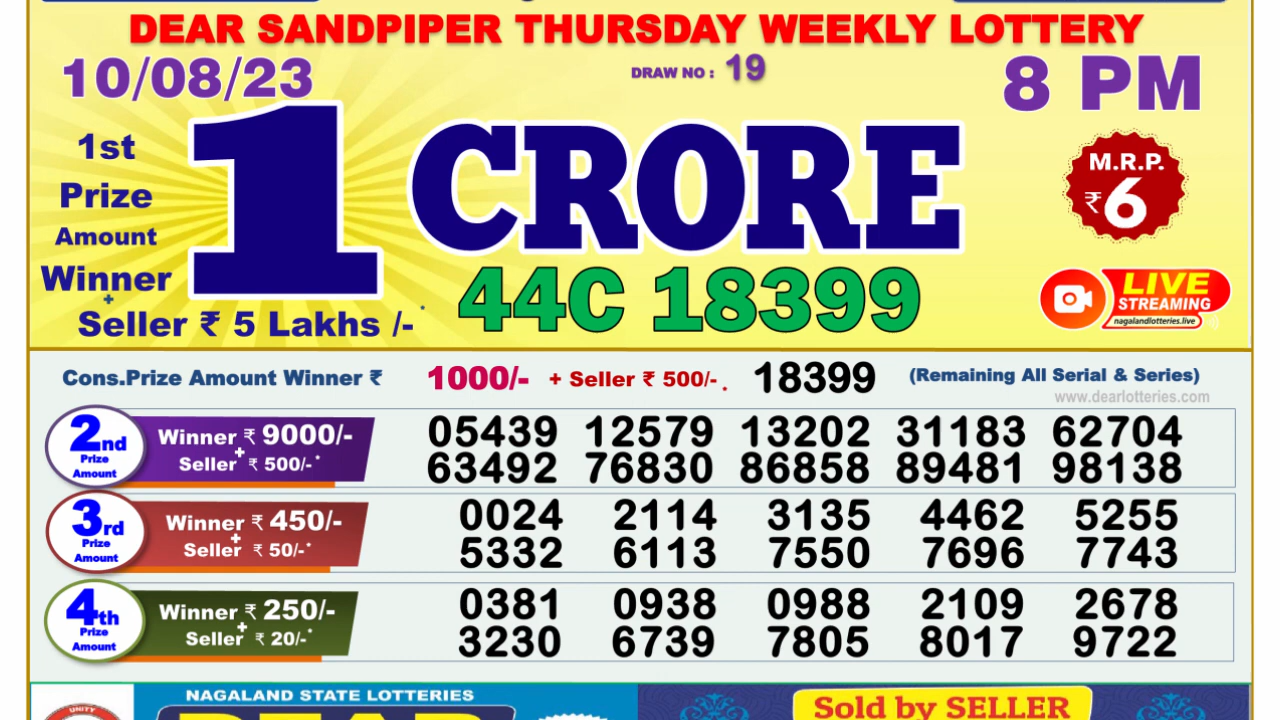 DEAR SANDPIPER THURSDAY WEEKLY LOTTERY
10/08/23
DRAW NO : 19
8 PM
1st
Prize
Amount
Winner
+
Seller ₹ 5 Lakhs /- *
1 CRORE
44C 18399
M.R.P.
₹6
LIVE
STREAMING
nagalandlotteries.live
Cons.Prize Amount Winner ₹ 1000/- + Seller ₹ 500/- . 18399 (Remaining All Serial & Series)
www.dearlotteries.com
2nd
Prize
Amount
Winner ₹ 9000/-
+
Seller ₹ 500/- *
05439 12579 13202 31183 62704
63492 76830 86858 89481 98138
3rd
Prize
Amount
Winner ₹ 450/-
+
Seller ₹ 50/- *
0024 2114 3135 4462 5255
5332 6113 7550 7696 7743
4th
Prize
Amount
Winner ₹ 250/-
+
Seller ₹ 20/- *
0381 0938 0988 2109 2678
3230 6739 7805 8017 9722
UNITY
NAGALAND STATE LOTTERIES
DEAR
Sold by SELLER